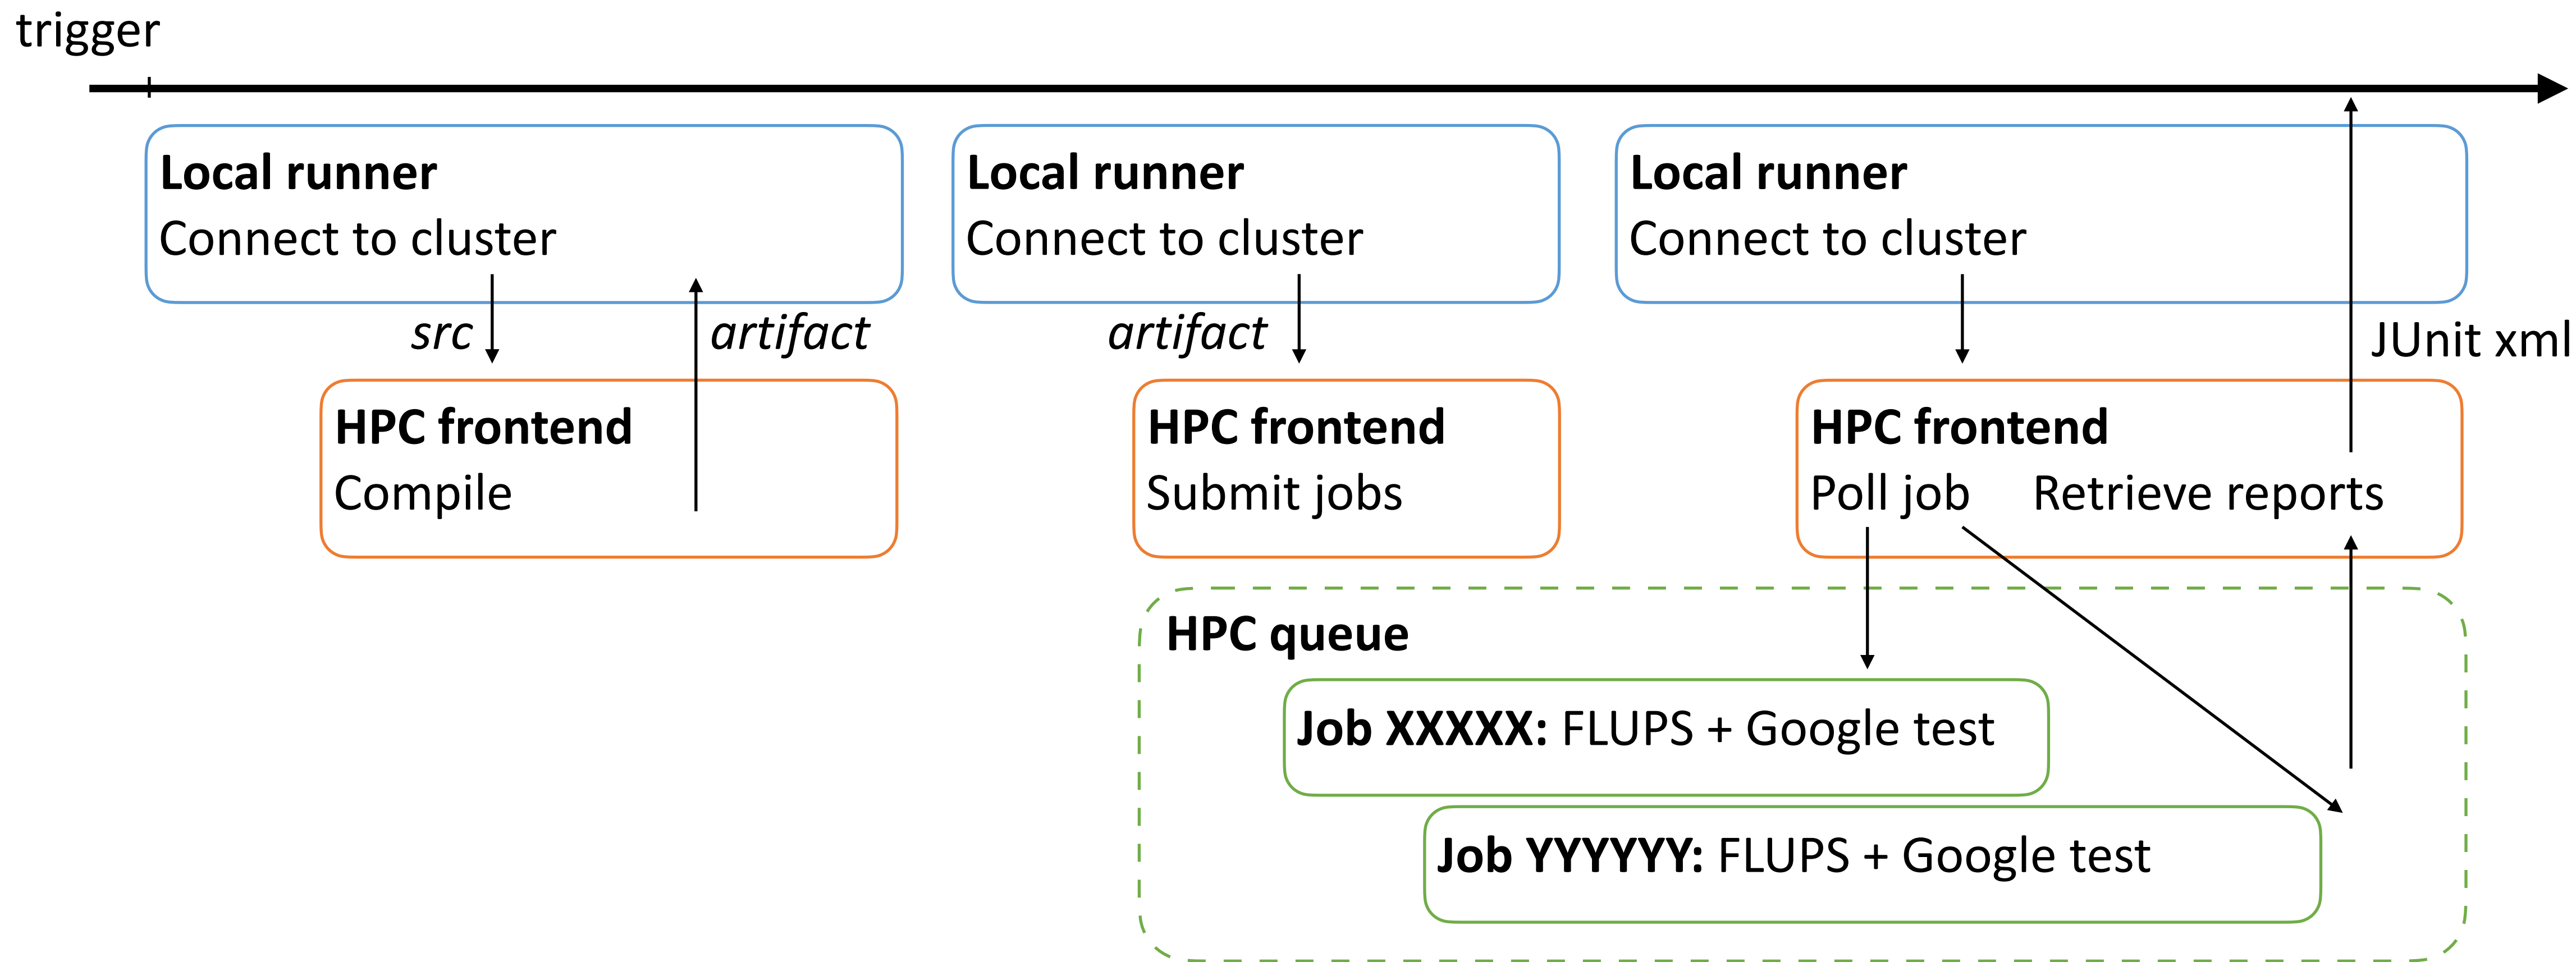 trigger
Local runner
Connect to cluster
src
artifact
HPC frontend
Compile
Local runner
Connect to cluster
artifact
HPC frontend
Submit jobs
Local runner
Connect to cluster
JUnit xml
HPC frontend
Poll job
Retrieve reports
HPC queue
Job XXXXX: FLUPS + Google test
Job YYYYYY: FLUPS + Google test